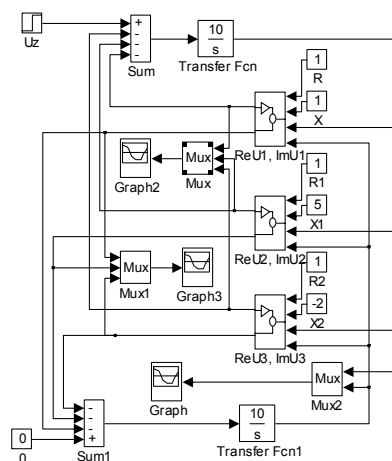 +
-
-
-
Uz
Sum
10
s
Transfer Fcn
1
R
1
X
ReU1, ImU1
Mux
Mux
Graph2
1
R1
5
X1
ReU2, ImU2
Mux
Mux1
Graph3
1
R2
-2
X2
ReU3, ImU3
Graph
Mux
Mux2
-
-
-
+
Sum1
0
0
10
s
Transfer Fcn1